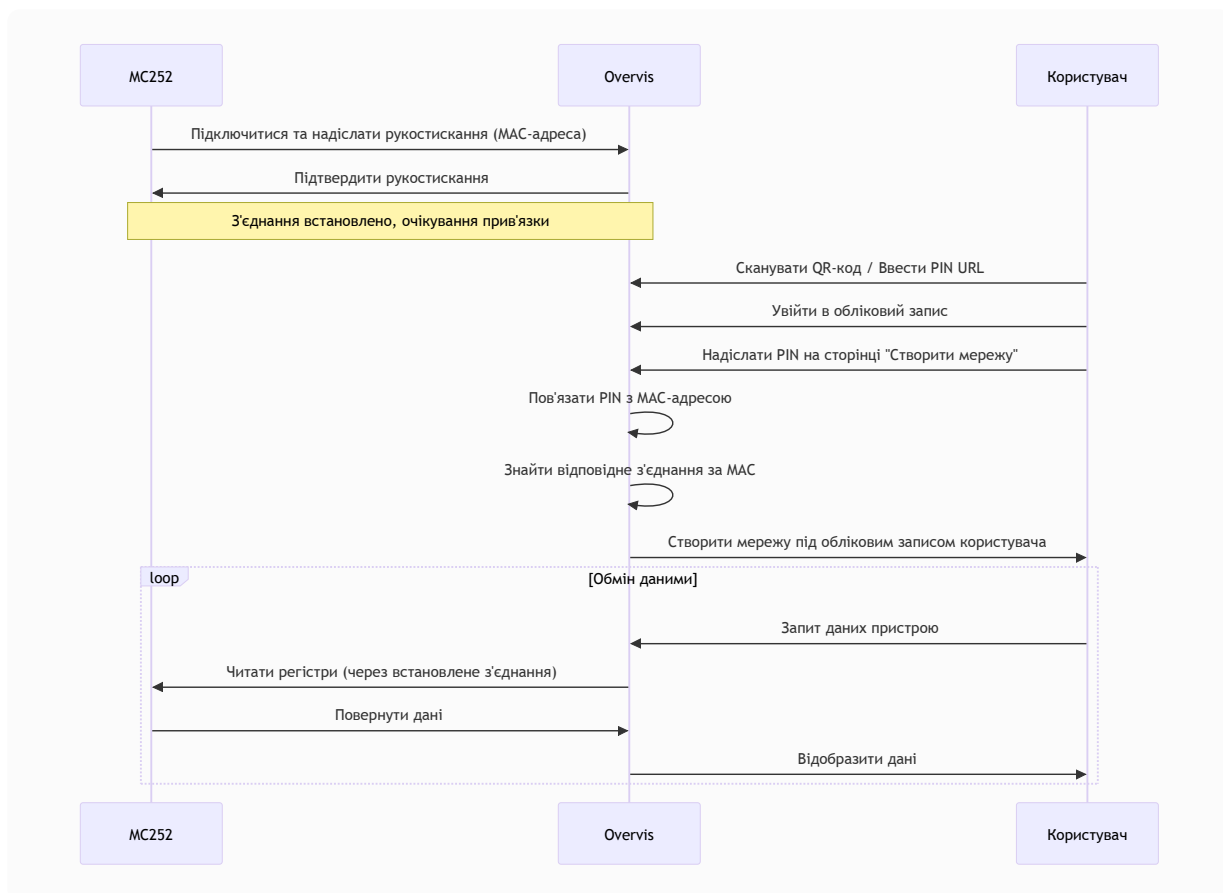 MC252
Overvis
Користувач
Підключитися та надіслати рукостискання (MAC-адреса)
Підтвердити рукостискання
З'єднання встановлено, очікування прив'язки
Сканувати QR-код / Ввести PIN URL
Увійти в обліковий запис
Надіслати PIN на сторінці "Створити мережу"
Пов'язати PIN з MAC-адресою
Знайти відповідне з'єднання за MAC
Створити мережу під обліковим записом користувача
loop
[Обмін даними]
Запит даних пристрою
Читати регістри (через встановлене з'єднання)
Повернути дані
Відобразити дані
MC252
Overvis
Користувач